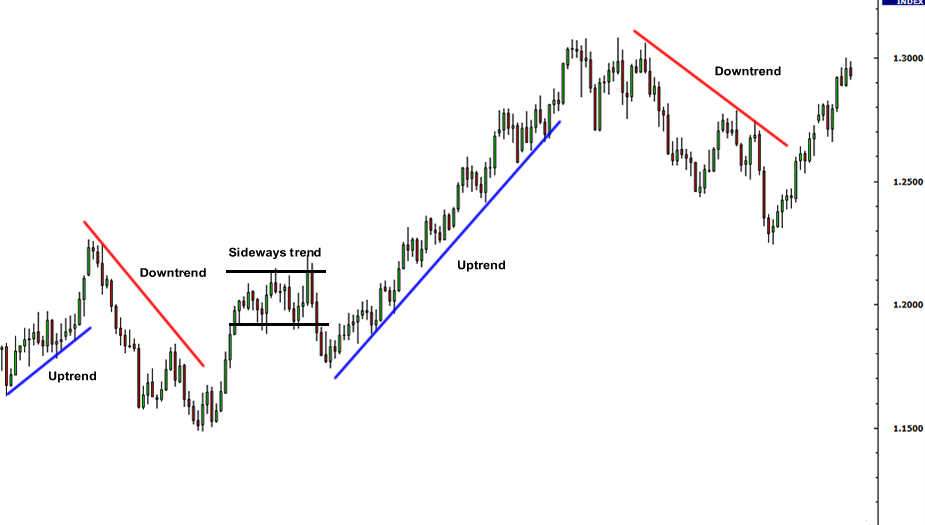 INDEX
1.3000
Downtrend
1.2500
Sideways trend
Downtrend
Uptrend
1.2000
Uptrend
1.1500